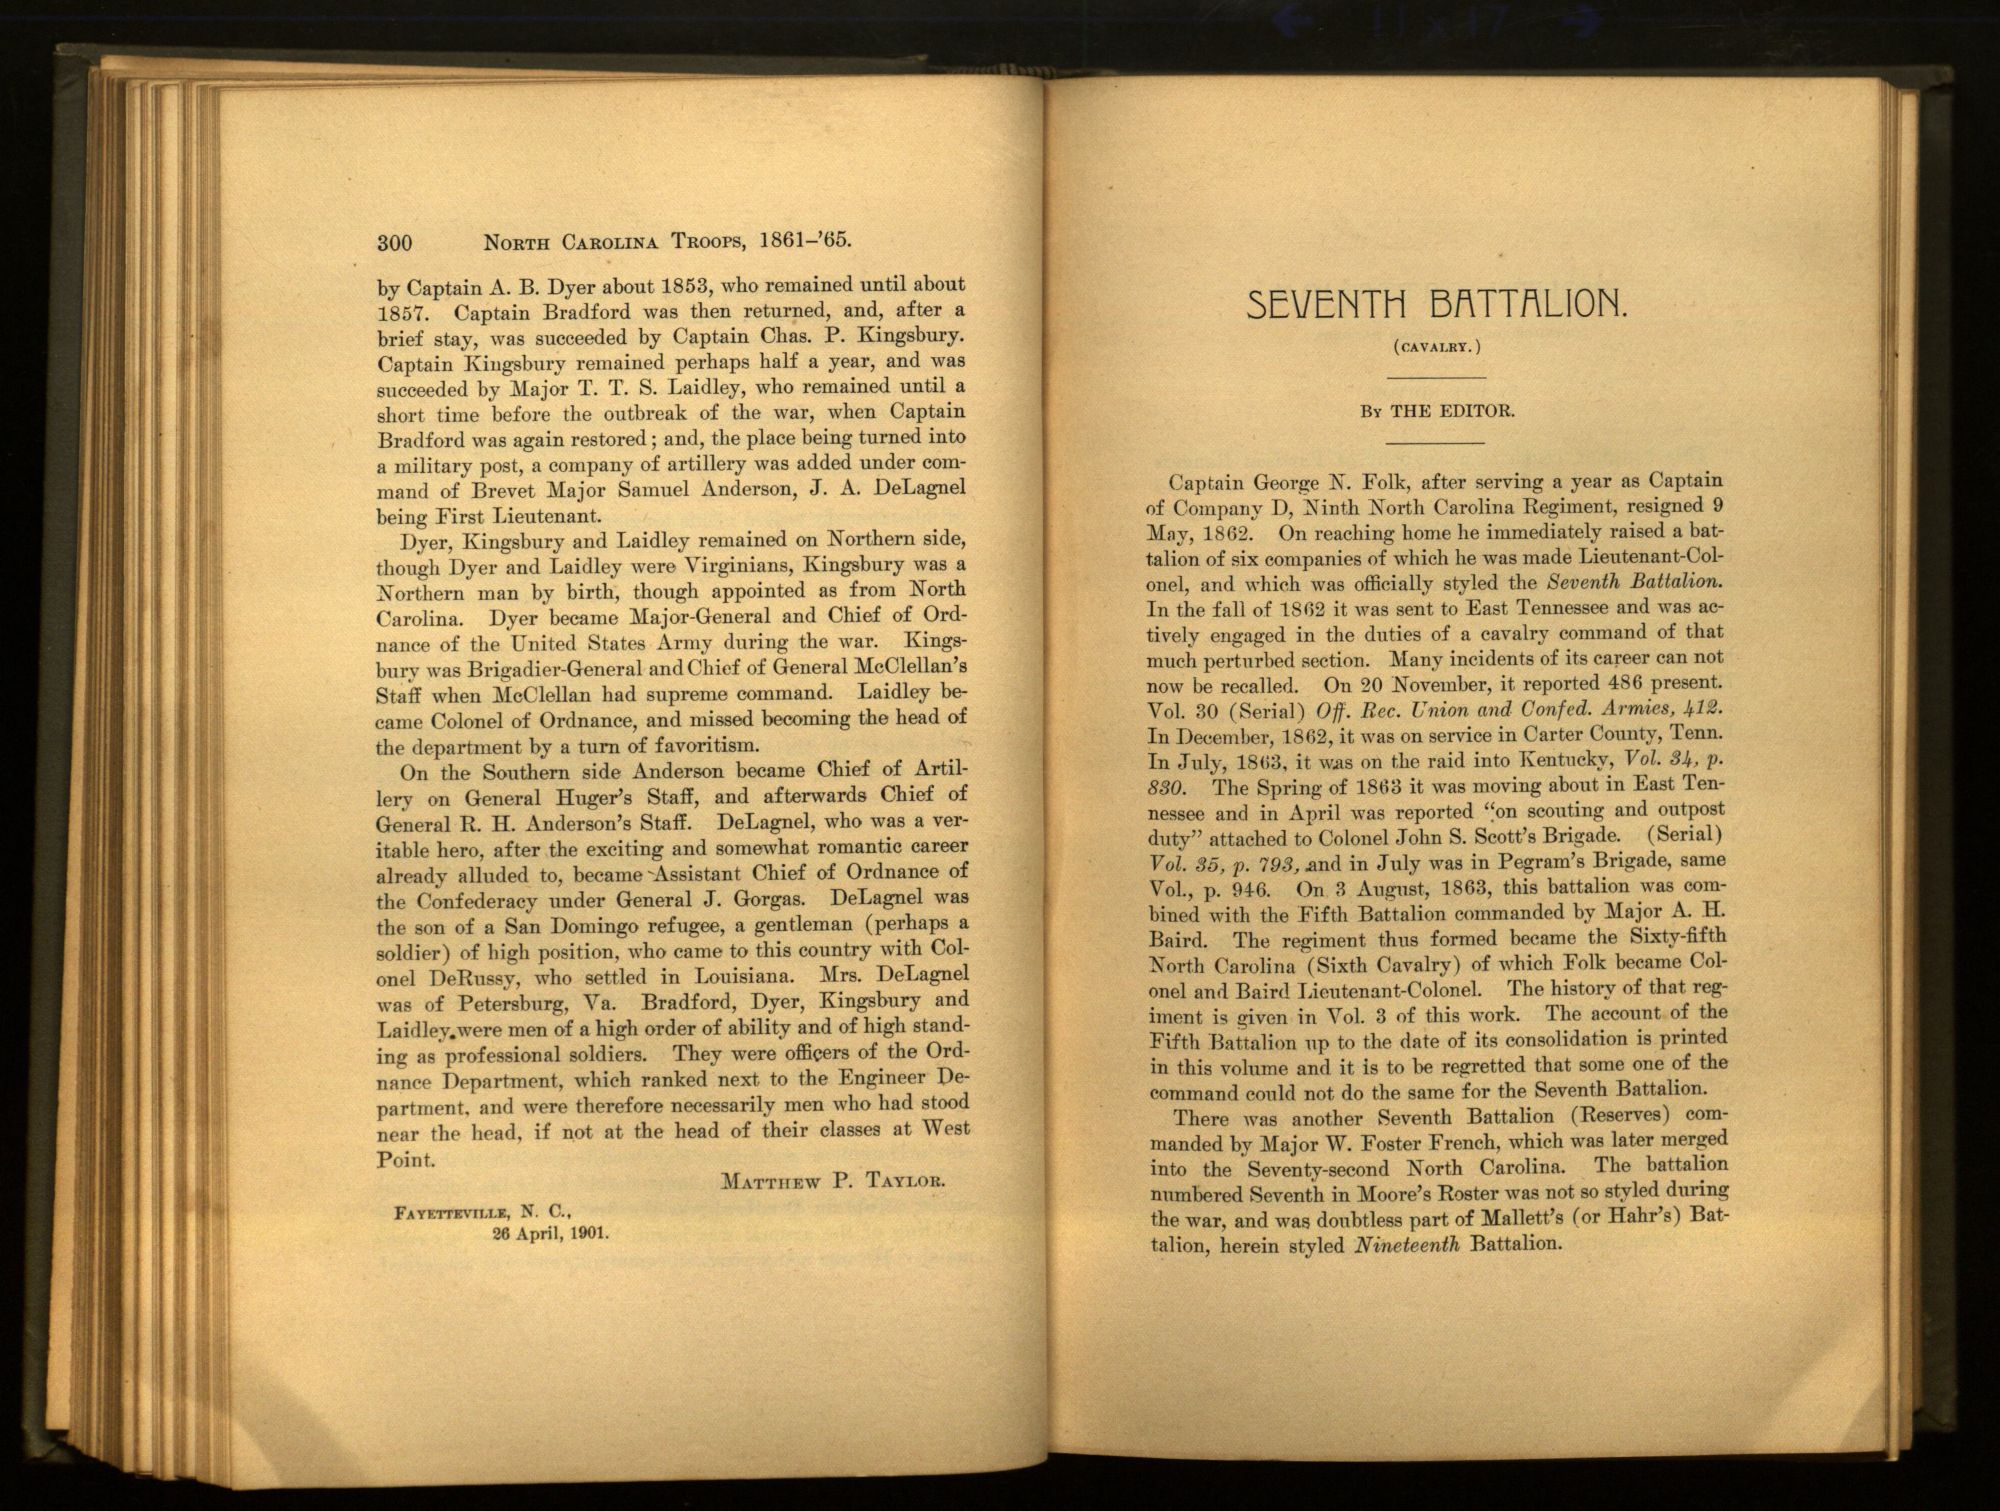 ← 11 x 17 →
300 NORTH CAROLINA TROOPS, 1861–'65.
by Captain A. B. Dyer about 1853, who remained until about
1857. Captain Bradford was then returned, and, after a
brief stay, was succeeded by Captain Chas. P. Kingsbury.
Captain Kingsbury remained perhaps half a year, and was
succeeded by Major T. T. S. Laidley, who remained until a
short time before the outbreak of the war, when Captain
Bradford was again restored; and, the place being turned into
a military post, a company of artillery was added under com-
mand of Brevet Major Samuel Anderson, J. A. DeLagnel
being First Lieutenant.
Dyer, Kingsbury and Laidley remained on Northern side,
though Dyer and Laidley were Virginians, Kingsbury was a
Northern man by birth, though appointed as from North
Carolina. Dyer became Major-General and Chief of Ord-
nance of the United States Army during the war. Kings-
bury was Brigadier-General and Chief of General McClellan's
Staff when McClellan had supreme command. Laidley be-
came Colonel of Ordnance, and missed becoming the head of
the department by a turn of favoritism.
On the Southern side Anderson became Chief of Artil-
lery on General Huger's Staff, and afterwards Chief of
General R. H. Anderson's Staff. DeLagnel, who was a ver-
itable hero, after the exciting and somewhat romantic career
already alluded to, became Assistant Chief of Ordnance of
the Confederacy under General J. Gorgas. DeLagnel was
the son of a San Domingo refugee, a gentleman (perhaps a
soldier) of high position, who came to this country with Col-
onel DeRussy, who settled in Louisiana. Mrs. DeLagnel
was of Petersburg, Va. Bradford, Dyer, Kingsbury and
Laidley were men of a high order of ability and of high stand-
ing as professional soldiers. They were officers of the Ord-
nance Department, which ranked next to the Engineer De-
partment, and were therefore necessarily men who had stood
near the head, if not at the head of their classes at West
Point.
MATTHEW P. TAYLOR.
FAYETTEVILLE, N. C.,
26 April, 1901.
SEVENTH BATTALION.
(CAVALRY.)
BY THE EDITOR.
Captain George N. Folk, after serving a year as Captain
of Company D, Ninth North Carolina Regiment, resigned 9
May, 1862. On reaching home he immediately raised a bat-
talion of six companies of which he was made Lieutenant-Col-
onel, and which was officially styled the Seventh Battalion.
In the fall of 1862 it was sent to East Tennessee and was ac-
tively engaged in the duties of a cavalry command of that
much perturbed section. Many incidents of its career can not
now be recalled. On 20 November, it reported 486 present.
Vol. 30 (Serial) Off. Rec. Union and Confed. Armies, 412.
In December, 1862, it was on service in Carter County, Tenn.
In July, 1863, it was on the raid into Kentucky, Vol. 34, p.
830. The Spring of 1863 it was moving about in East Ten-
nessee and in April was reported "on scouting and outpost
duty" attached to Colonel John S. Scott's Brigade. (Serial)
Vol. 35, p. 793, and in July was in Pegram's Brigade, same
Vol., p. 946. On 3 August, 1863, this battalion was com-
bined with the Fifth Battalion commanded by Major A. H.
Baird. The regiment thus formed became the Sixty-fifth
North Carolina (Sixth Cavalry) of which Folk became Col-
onel and Baird Lieutenant-Colonel. The history of that reg-
iment is given in Vol. 3 of this work. The account of the
Fifth Battalion up to the date of its consolidation is printed
in this volume and it is to be regretted that some one of the
command could not do the same for the Seventh Battalion.
There was another Seventh Battalion (Reserves) com-
manded by Major W. Foster French, which was later merged
into the Seventy-second North Carolina. The battalion
numbered Seventh in Moore's Roster was not so styled during
the war, and was doubtless part of Mallett's (or Hahr's) Bat-
talion, herein styled Nineteenth Battalion.